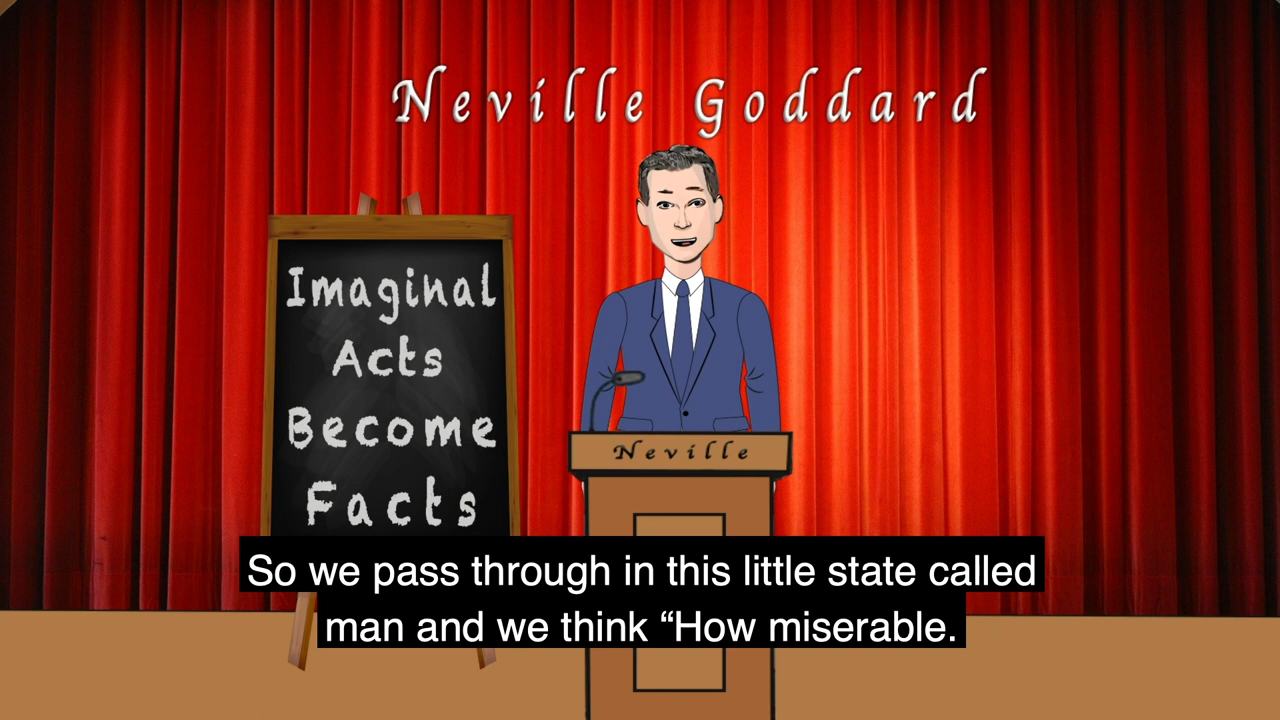 Neville Goddard
Imaginal
Acts
Become
Facts
Neville
So we pass through in this little state called
man and we think “How miserable.